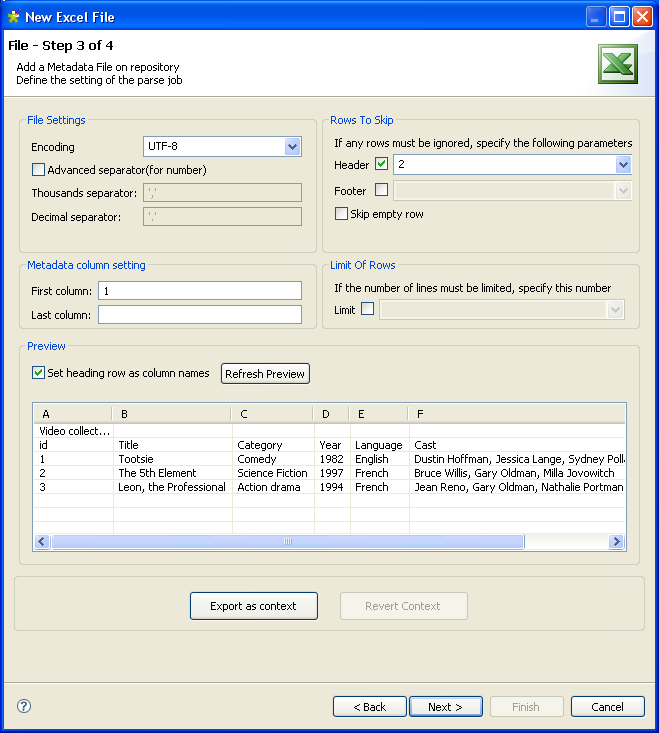 New Excel File
File - Step 3 of 4
Add a Metadata File on repository
Define the setting of the parse job
File Settings
Encoding UTF-8
Advanced separator(for number)
Thousands separator: ','
Decimal separator: '.'
Rows To Skip
If any rows must be ignored, specify the following parameters
Header 2
Footer
Skip empty row
Metadata column setting
First column: 1
Last column:
Limit Of Rows
If the number of lines must be limited, specify this number
Limit
Preview
Set heading row as column names Refresh Preview
A B C D E F
Video collect...
id Title Category Year Language Cast
1 Tootsie Comedy 1982 English Dustin Hoffman, Jessica Lange, Sydney Poll
2 The 5th Element Science Fiction 1997 French Bruce Willis, Gary Oldman, Milla Jovowitch
3 Leon, the Professional Action drama 1994 French Jean Reno, Gary Oldman, Nathalie Portman
Export as context Revert Context
? < Back Next > Finish Cancel